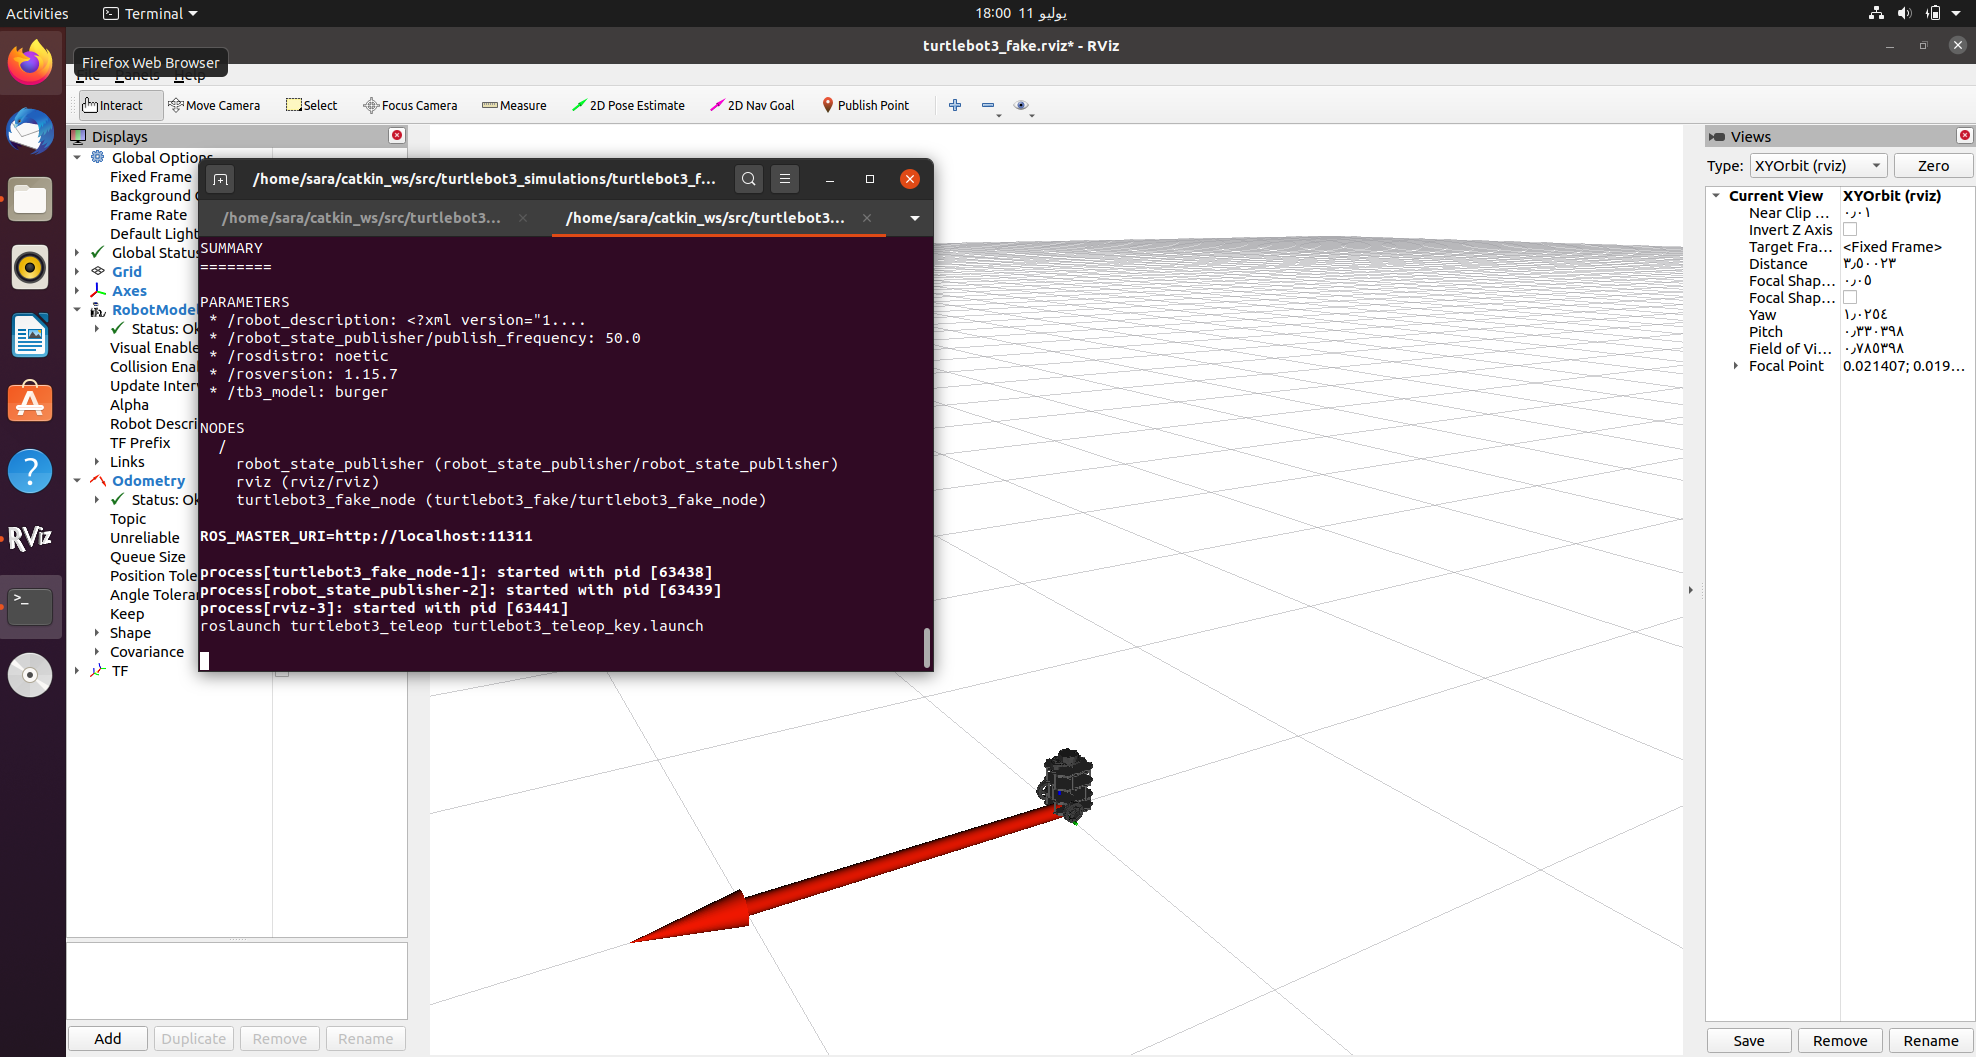 Activities
Terminal
18:00 11 يوليو
turtlebot3_fake.rviz* - RViz
Firefox Web Browser
File Panels Help
Interact Move Camera Select Focus Camera Measure 2D Pose Estimate 2D Nav Goal Publish Point
Displays
Global Options
Fixed Frame
Background
Frame Rate
Default Light
Global Status
Grid
Axes
RobotModel
Status: Ok
Visual Enable
Collision Enab
Update Interv
Alpha
Robot Descri
TF Prefix
Links
Odometry
Status: Ok
Topic
Unreliable
Queue Size
Position Tole
Angle Toleran
Keep
Shape
Covariance
TF
Add Duplicate Remove Rename
/home/sara/catkin_ws/src/turtlebot3_simulations/turtlebot3_f...
/home/sara/catkin_ws/src/turtlebot3... /home/sara/catkin_ws/src/turtlebot3...
SUMMARY
========
PARAMETERS
* /robot_description: <?xml version="1....
* /robot_state_publisher/publish_frequency: 50.0
* /rosdistro: noetic
* /rosversion: 1.15.7
* /tb3_model: burger
NODES
/
robot_state_publisher (robot_state_publisher/robot_state_publisher)
rviz (rviz/rviz)
turtlebot3_fake_node (turtlebot3_fake/turtlebot3_fake_node)
ROS_MASTER_URI=http://localhost:11311
process[turtlebot3_fake_node-1]: started with pid [63438]
process[robot_state_publisher-2]: started with pid [63439]
process[rviz-3]: started with pid [63441]
roslaunch turtlebot3_teleop turtlebot3_teleop_key.launch
Views
Type: XYOrbit (rviz) Zero
Current View XYOrbit (rviz)
Near Clip ... ٠٫٠١
Invert Z Axis
Target Fra... <Fixed Frame>
Distance ٣٫٥٠٠٢٣
Focal Shap... ٠٫٠٥
Focal Shap...
Yaw ١٫٠٢٥٤
Pitch ٠٫٣٣٠٣٩٨
Field of Vi... ٠٫٧٨٥٣٩٨
Focal Point 0.021407; 0.019...
Save Remove Rename
RViz